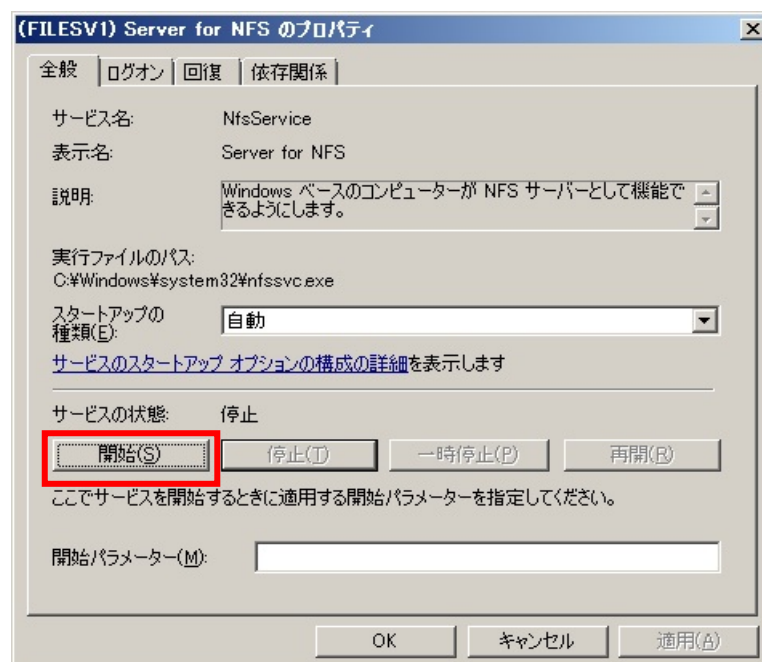 (FILESV1) Server for NFS のプロパティ
全般 ログオン 回復 依存関係
サービス名: NfsService
表示名: Server for NFS
説明: Windows ベースのコンピューターが NFS サーバーとして機能で
きるようにします。
実行ファイルのパス:
C:¥Windows¥system32¥nfssvc.exe
スタートアップの
種類(E): 自動
サービスのスタートアップ オプションの構成の詳細を表示します
サービスの状態: 停止
開始(S) 停止(T) 一時停止(P) 再開(R)
ここでサービスを開始するときに適用する開始パラメーターを指定してください。
開始パラメーター(M):
OK キャンセル 適用(A)